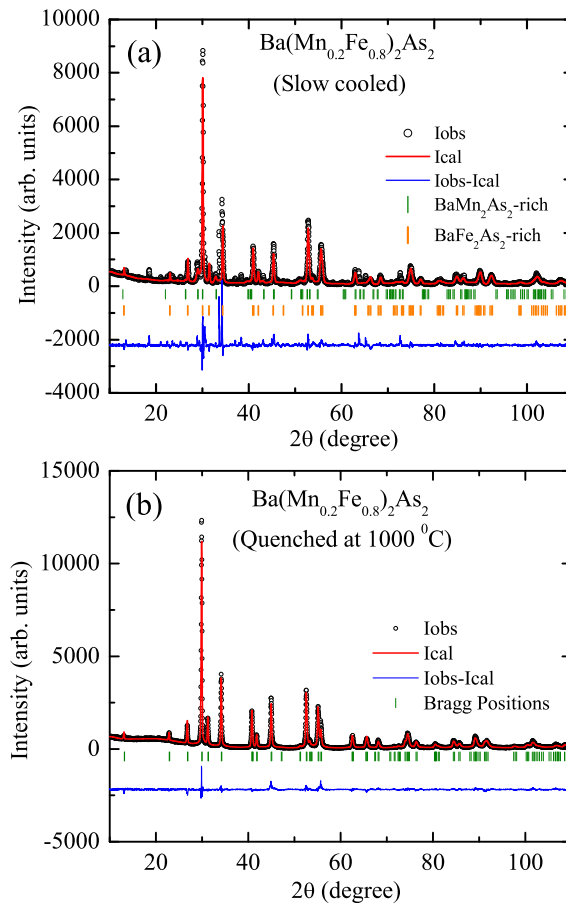 (a)
Ba(Mn₀.₂Fe₀.₈)₂As₂
(Slow cooled)
Iobs
Ical
Iobs-Ical
BaMn₂As₂-rich
BaFe₂As₂-rich
Intensity (arb. units)
10000
8000
6000
4000
2000
0
-2000
-4000
20 40 60 80 100
2θ (degree)
(b)
Ba(Mn₀.₂Fe₀.₈)₂As₂
(Quenched at 1000 ⁰C)
Iobs
Ical
Iobs-Ical
Bragg Positions
Intensity (arb. units)
15000
10000
5000
0
-5000
20 40 60 80 100
2θ (degree)